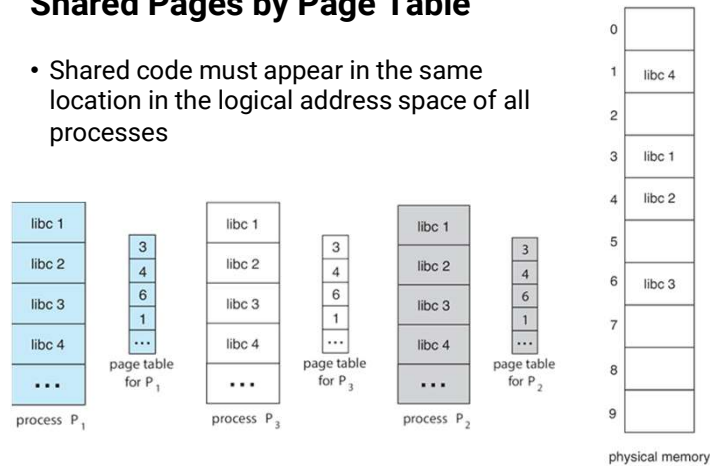 Shared Pages by Page Table
• Shared code must appear in the same
location in the logical address space of all
processes
libc 1
libc 2
libc 3
libc 4
...
process P1
3
4
6
1
...
page table
for P1
libc 1
libc 2
libc 3
libc 4
...
process P3
3
4
6
1
...
page table
for P3
libc 1
libc 2
libc 3
libc 4
...
process P2
3
4
6
1
...
page table
for P2
0
1 libc 4
2
3 libc 1
4 libc 2
5
6 libc 3
7
8
9
physical memory